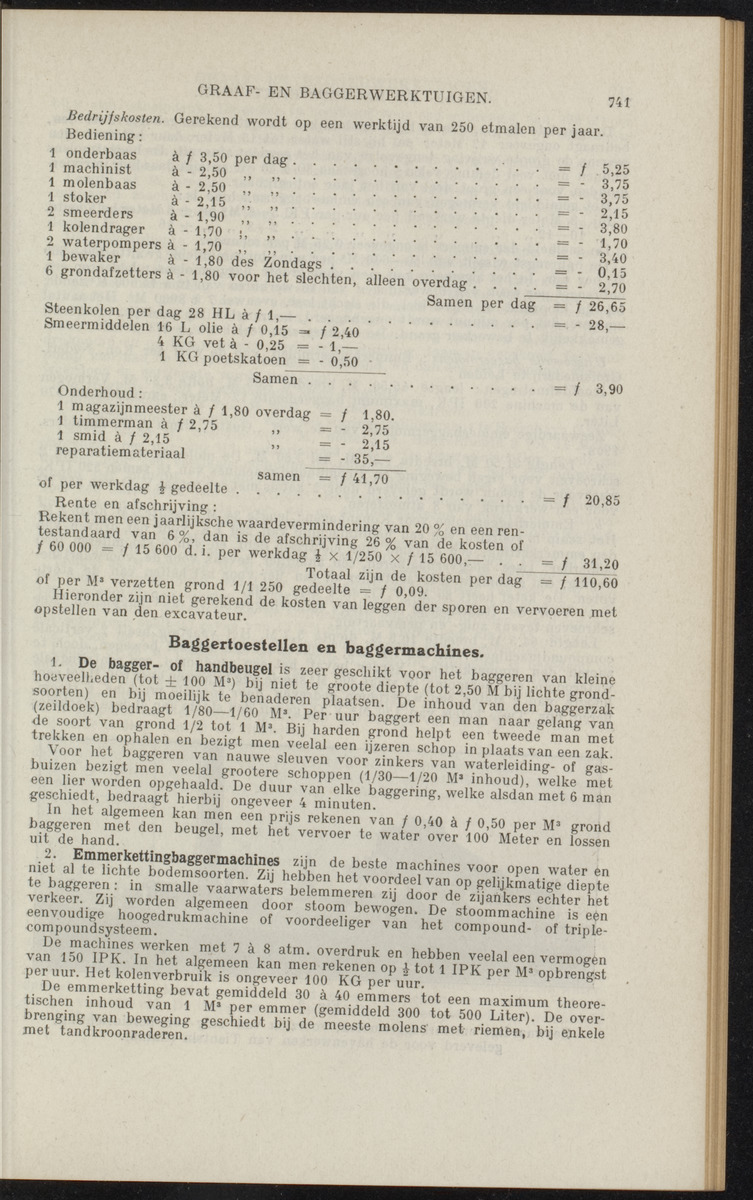 GRAAF- EN BAGGERWERKTUIGEN. 741
Bedrijfskosten. Gerekend wordt op een werktijd van 250 etmalen per jaar.
Bediening:
1 onderbaas à f 3,50 per dag . . . . . . . . . . . . . . = f 5,25
1 machinist à - 2,50 ,, ,, . . . . . . . . . . . . . . = - 3,75
1 molenbaas à - 2,50 ,, ,, . . . . . . . . . . . . . . = - 3,75
1 stoker à - 2,15 ,, ,, . . . . . . . . . . . . . . = - 2,15
2 smeerders à - 1,90 ,, ,, . . . . . . . . . . . . . . = - 3,80
1 kolendrager à - 1,70 ,, ,, . . . . . . . . . . . . . . = - 1,70
2 waterpompers à - 1,70 ,, ,, . . . . . . . . . . . . . . = - 3,40
1 bewaker à - 1,80 des Zondags . . . . . . . . . . . . = - 0,15
6 grondafzetters à - 1,80 voor het slechten, alleen overdag . . . . = - 2,70
Samen per dag = f 26,65
Steenkolen per dag 28 HL à f 1,— . . . . . . . . . . . . = - 28,—
Smeermiddelen 16 L olie à f 0,15 = f 2,40
4 KG vet à - 0,25 = - 1,—
1 KG poetskatoen = - 0,50
Samen . . . . . . . . . . . . = f 3,90
Onderhoud:
1 magazijnmeester à f 1,80 overdag = f 1,80.
1 timmerman à f 2,75 ,, = - 2,75
1 smid à f 2,15 ,, = - 2,15
reparatiemateriaal = - 35,—
samen = f 41,70
of per werkdag ½ gedeelte . . . . . . . . . . . . . . = f 20,85
Rente en afschrijving:
Rekent men een jaarlijksche waardevermindering van 20 % en een ren-
testandaard van 6 %, dan is de afschrijving 26 % van de kosten of
f 60 000 = f 15 600 d. i. per werkdag ½ × 1/250 × f 15 600,— . . = f 31,20
Totaal zijn de kosten per dag = f 110,60
of per M³ verzetten grond 1/1 250 gedeelte = f 0,09.
Hieronder zijn niet gerekend de kosten van leggen der sporen en vervoeren met
opstellen van den excavateur.
Baggertoestellen en baggermachines.
1. De bagger- of handbeugel is zeer geschikt voor het baggeren van kleine
hoeveelheden (tot ± 100 M³) bij niet te groote diepte (tot 2,50 M bij lichte grond-
soorten) en bij moeilijk te benaderen plaatsen. De inhoud van den baggerzak
(zeildoek) bedraagt 1/80—1/60 M³. Per uur baggert een man naar gelang van
de soort van grond 1/2 tot 1 M³. Bij harden grond helpt een tweede man met
trekken en ophalen en bezigt men veelal een ijzeren schop in plaats van een zak.
Voor het baggeren van nauwe sleuven voor zinkers van waterleiding- of gas-
buizen bezigt men veelal grootere schoppen (1/30—1/20 M³ inhoud), welke met
een lier worden opgehaald. De duur van elke baggering, welke alsdan met 6 man
geschiedt, bedraagt hierbij ongeveer 4 minuten.
In het algemeen kan men een prijs rekenen van f 0,40 à f 0,50 per M³ grond
baggeren met den beugel, met het vervoer te water over 100 Meter en lossen
uit de hand.
2. Emmerkettingbaggermachines zijn de beste machines voor open water en
niet al te lichte bodemsoorten. Zij hebben het voordeel van op gelijkmatige diepte
te baggeren: in smalle vaarwaters belemmeren zij door de zijankers echter het
verkeer. Zij worden algemeen door stoom bewogen. De stoommachine is een
eenvoudige hoogedrukmachine of voordeeliger van het compound- of triple-
compoundsysteem.
De machines werken met 7 à 8 atm. overdruk en hebben veelal een vermogen
van 150 IPK. In het algemeen kan men rekenen op ½ tot 1 IPK per M³ opbrengst
per uur. Het kolenverbruik is ongeveer 100 KG per uur.
De emmerketting bevat gemiddeld 30 à 40 emmers tot een maximum theore-
tischen inhoud van 1 M³ per emmer (gemiddeld 300 tot 500 Liter). De over-
brenging van beweging geschiedt bij de meeste molens met riemen, bij enkele
met tandkroonraderen.